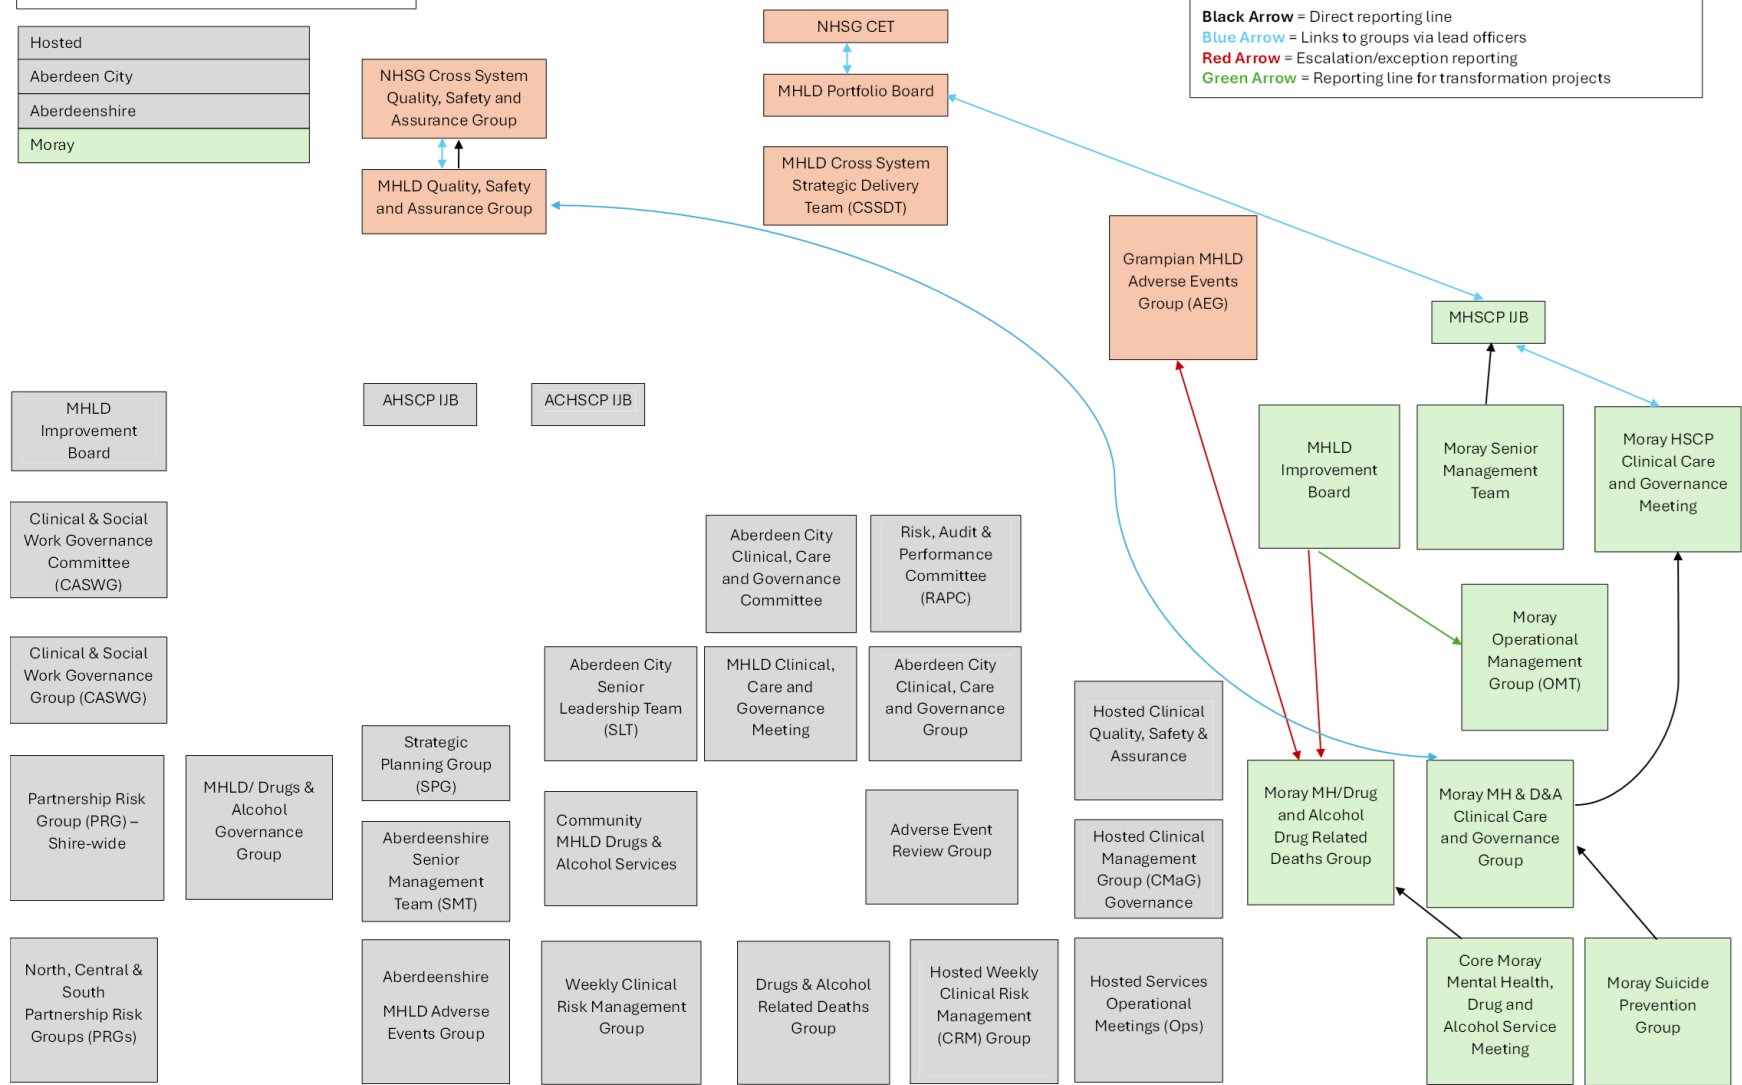 Black Arrow = Direct reporting line
Blue Arrow = Links to groups via lead officers
Red Arrow = Escalation/exception reporting
Green Arrow = Reporting line for transformation projects
Hosted
Aberdeen City
Aberdeenshire
Moray
NHSG CET
NHSG Cross System
Quality, Safety and
Assurance Group
MHLD Portfolio Board
MHLD Quality, Safety
and Assurance Group
MHLD Cross System
Strategic Delivery
Team (CSSDT)
Grampian MHLD
Adverse Events
Group (AEG)
MHSCP IJB
MHLD
Improvement
Board
AHSCP IJB
ACHSCP IJB
MHLD
Improvement
Board
Moray Senior
Management
Team
Moray HSCP
Clinical Care
and Governance
Meeting
Clinical & Social
Work Governance
Committee
(CASWG)
Aberdeen City
Clinical, Care
and Governance
Committee
Risk, Audit &
Performance
Committee
(RAPC)
Moray
Operational
Management
Group (OMT)
Clinical & Social
Work Governance
Group (CASWG)
Aberdeen City
Senior
Leadership Team
(SLT)
MHLD Clinical,
Care and
Governance
Meeting
Aberdeen City
Clinical, Care
and Governance
Group
Hosted Clinical
Quality, Safety &
Assurance
Strategic
Planning Group
(SPG)
Partnership Risk
Group (PRG) –
Shire-wide
MHLD/ Drugs &
Alcohol
Governance
Group
Aberdeenshire
Senior
Management
Team (SMT)
Community
MHLD Drugs &
Alcohol Services
Adverse Event
Review Group
Hosted Clinical
Management
Group (CMaG)
Governance
Moray MH/Drug
and Alcohol
Drug Related
Deaths Group
Moray MH & D&A
Clinical Care
and Governance
Group
North, Central &
South
Partnership Risk
Groups (PRGs)
Aberdeenshire
MHLD Adverse
Events Group
Weekly Clinical
Risk Management
Group
Drugs & Alcohol
Related Deaths
Group
Hosted Weekly
Clinical Risk
Management
(CRM) Group
Hosted Services
Operational
Meetings (Ops)
Core Moray
Mental Health,
Drug and
Alcohol Service
Meeting
Moray Suicide
Prevention
Group